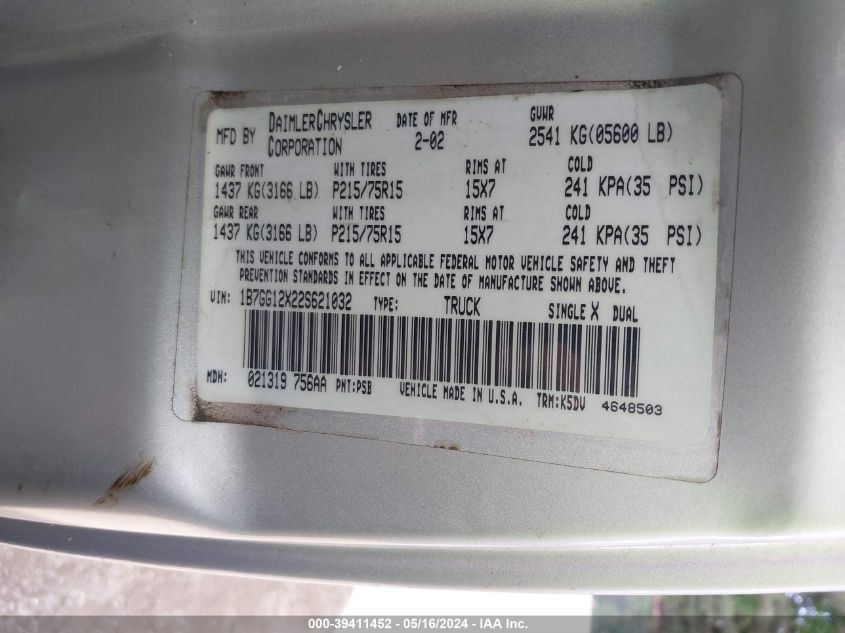 MFD BY DAIMLERCHRYSLER CORPORATION DATE OF MFR 2-02 GVWR 2541 KG(05600 LB)
GAWR FRONT WITH TIRES RIMS AT COLD
1437 KG(3166 LB) P215/75R15 15X7 241 KPA(35 PSI)
GAWR REAR WITH TIRES RIMS AT COLD
1437 KG(3166 LB) P215/75R15 15X7 241 KPA(35 PSI)
THIS VEHICLE CONFORMS TO ALL APPLICABLE FEDERAL MOTOR VEHICLE SAFETY AND THEFT
PREVENTION STANDARDS IN EFFECT ON THE DATE OF MANUFACTURE SHOWN ABOVE.
VIN: 1B7GG12X22S621032 TYPE: TRUCK SINGLE X DUAL
MDH: 021319 756AA PNT:PSB VEHICLE MADE IN U.S.A. TRM:K5DV 4648503
000-39411452 - 05/16/2024 - IAA Inc.